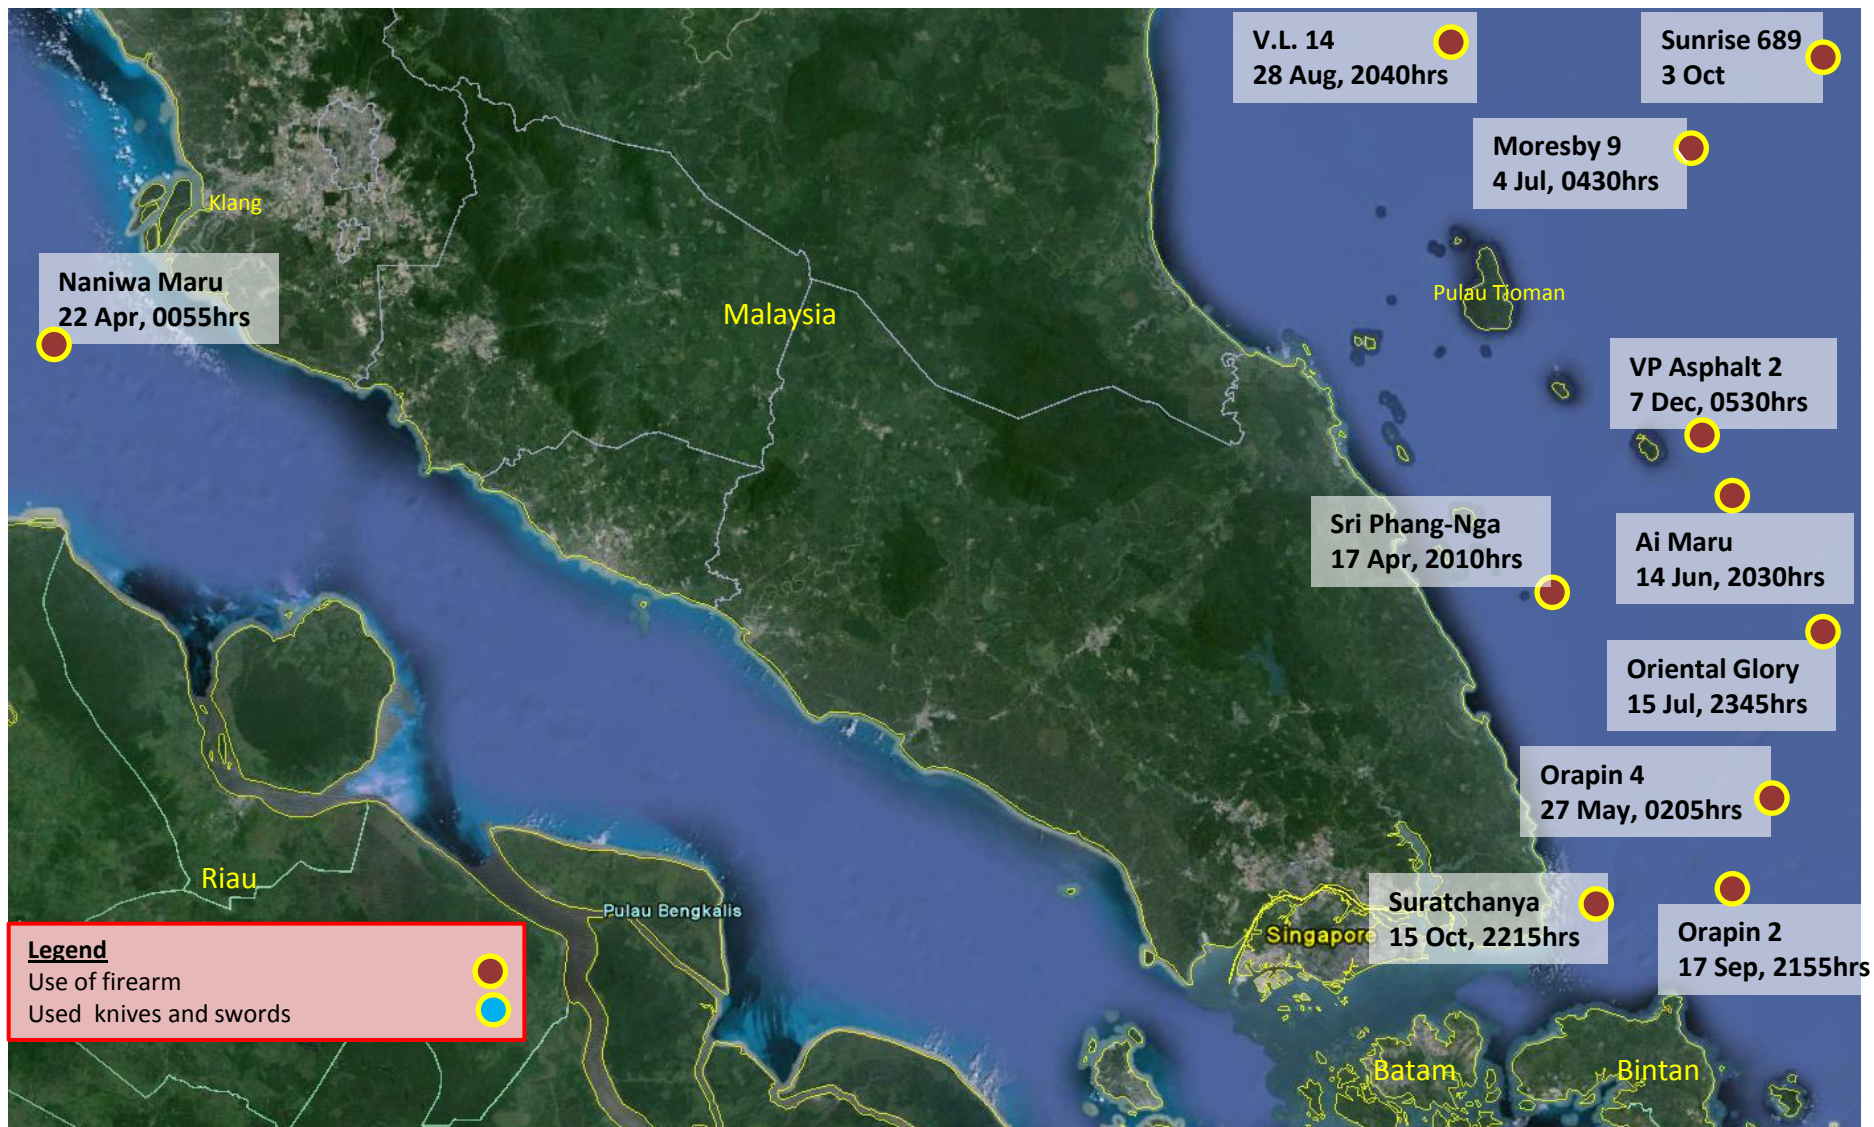 V.L. 14
28 Aug, 2040hrs
Sunrise 689
3 Oct
Moresby 9
4 Jul, 0430hrs
Klang
Naniwa Maru
22 Apr, 0055hrs
Malaysia
Pulau Tioman
VP Asphalt 2
7 Dec, 0530hrs
Sri Phang-Nga
17 Apr, 2010hrs
Ai Maru
14 Jun, 2030hrs
Oriental Glory
15 Jul, 2345hrs
Orapin 4
27 May, 0205hrs
Riau
Pulau Bengkalis
Suratchanya
15 Oct, 2215hrs
Singapore
Orapin 2
17 Sep, 2155hrs
Legend
Use of firearm
Used knives and swords
Batam
Bintan